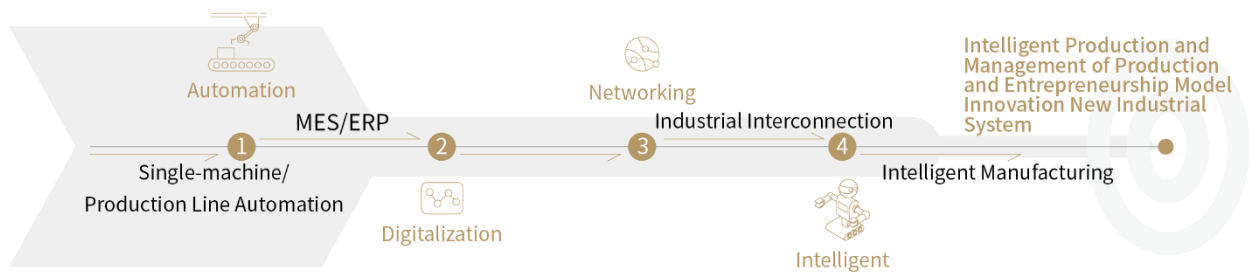 Automation
MES/ERP
1
Single-machine/
Production Line Automation
2
Digitalization
Networking
3
Industrial Interconnection
4
Intelligent
Intelligent Manufacturing
Intelligent Production and
Management of Production
and Entrepreneurship Model
Innovation New Industrial
System